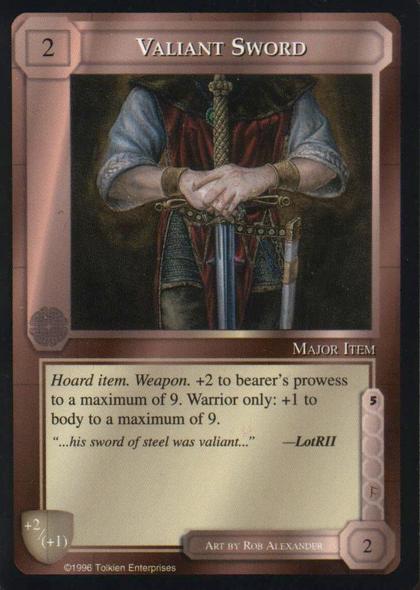 2
VALIANT SWORD
MAJOR ITEM
Hoard item. Weapon. +2 to bearer's prowess
to a maximum of 9. Warrior only: +1 to
body to a maximum of 9.
"...his sword of steel was valiant..." —LotRII
+2/(+1)
ART BY ROB ALEXANDER
2
©1996 Tolkien Enterprises